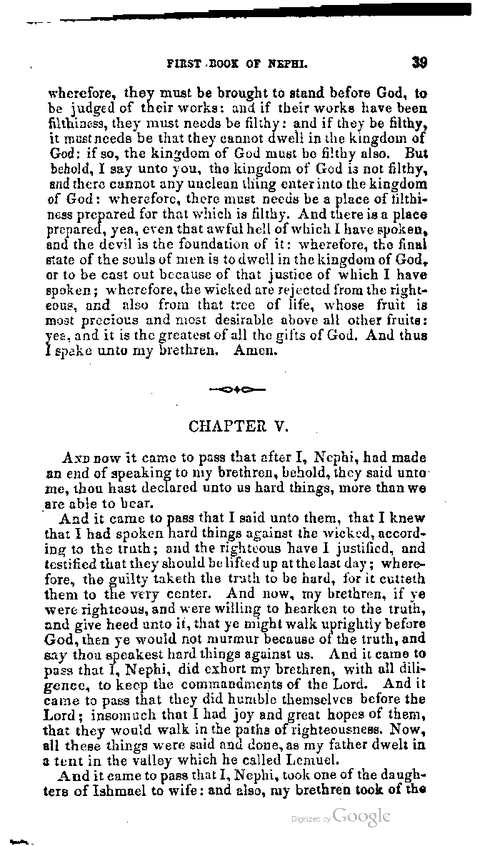 FIRST BOOK OF NEPHI. 39
wherefore, they must be brought to stand before God, to
be judged of their works: and if their works have been
filthiness, they must needs be filthy: and if they be filthy,
it must needs be that they cannot dwell in the kingdom of
God: if so, the kingdom of God must be filthy also. But
behold, I say unto you, the kingdom of God is not filthy,
and there cannot any unclean thing enter into the kingdom
of God: wherefore, there must needs be a place of filthi-
ness prepared for that which is filthy. And there is a place
prepared, yea, even that awful hell of which I have spoken,
and the devil is the foundation of it: wherefore, the final
state of the souls of men is to dwell in the kingdom of God,
or to be cast out because of that justice of which I have
spoken; wherefore, the wicked are rejected from the right-
eous, and also from that tree of life, whose fruit is
most precious and most desirable above all other fruits:
yea, and it is the greatest of all the gifts of God. And thus
I spake unto my brethren. Amen.
CHAPTER V.
AND now it came to pass that after I, Nephi, had made
an end of speaking to my brethren, behold, they said unto
me, thou hast declared unto us hard things, more than we
are able to bear.
And it came to pass that I said unto them, that I knew
that I had spoken hard things against the wicked, accord-
ing to the truth; and the righteous have I justified, and
testified that they should be lifted up at the last day; where-
fore, the guilty taketh the truth to be hard, for it cutteth
them to the very center. And now, my brethren, if ye
were righteous, and were willing to hearken to the truth,
and give heed unto it, that ye might walk uprightly before
God, then ye would not murmur because of the truth, and
say thou speakest hard things against us. And it came to
pass that I, Nephi, did exhort my brethren, with all dili-
gence, to keep the commandments of the Lord. And it
came to pass that they did humble themselves before the
Lord; insomuch that I had joy and great hopes of them,
that they would walk in the paths of righteousness. Now,
all these things were said and done, as my father dwelt in
a tent in the valley which he called Lemuel.
And it came to pass that I, Nephi, took one of the daugh-
ters of Ishmael to wife: and also, my brethren took of the
Digitized by Google